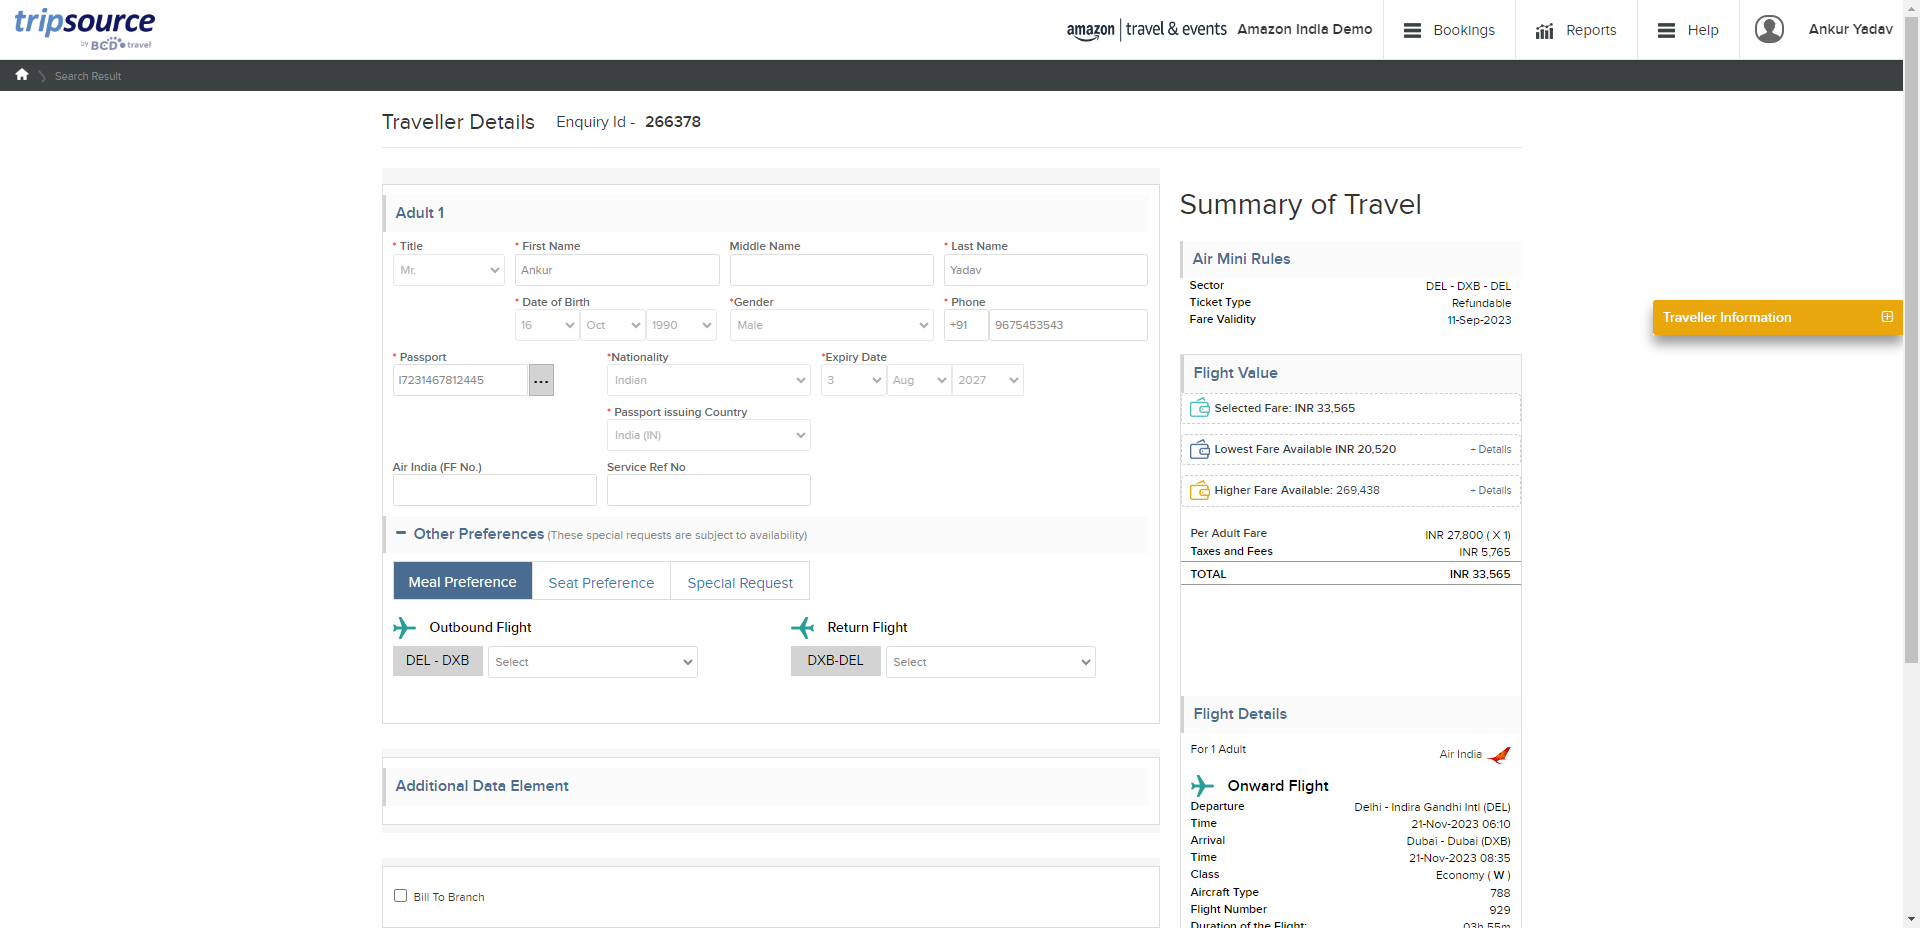 tripsource
by BCD travel
amazon travel & events Amazon India Demo
Bookings
Reports
Help
Ankur Yadav
Search Result
Traveller Details Enquiry Id - 266378
Adult 1
* Title * First Name Middle Name * Last Name
Mr. Ankur Yadav
* Date of Birth *Gender * Phone
16 Oct 1990 Male +91 9675453543
* Passport *Nationality *Expiry Date
I7231467812445 ... Indian 3 Aug 2027
* Passport issuing Country
India (IN)
Air India (FF No.) Service Ref No
− Other Preferences (These special requests are subject to availability)
Meal Preference Seat Preference Special Request
Outbound Flight Return Flight
DEL - DXB Select DXB-DEL Select
Additional Data Element
Bill To Branch
Summary of Travel
Air Mini Rules
Sector DEL - DXB - DEL
Ticket Type Refundable
Fare Validity 11-Sep-2023
Flight Value
Selected Fare: INR 33,565
Lowest Fare Available INR 20,520 + Details
Higher Fare Available: 269,438 + Details
Per Adult Fare INR 27,800 ( X 1)
Taxes and Fees INR 5,765
TOTAL INR 33,565
Flight Details
For 1 Adult Air India
Onward Flight
Departure Delhi - Indira Gandhi Intl (DEL)
Time 21-Nov-2023 06:10
Arrival Dubai - Dubai (DXB)
Time 21-Nov-2023 08:35
Class Economy ( W )
Aircraft Type 788
Flight Number 929
Duration of the Flight: 03h 55m
Traveller Information